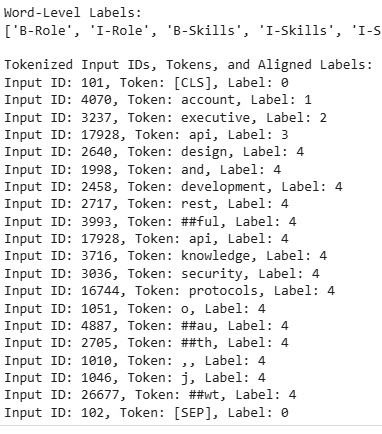 Word-Level Labels:
['B-Role', 'I-Role', 'B-Skills', 'I-Skills', 'I-S
Tokenized Input IDs, Tokens, and Aligned Labels:
Input ID: 101, Token: [CLS], Label: 0
Input ID: 4070, Token: account, Label: 1
Input ID: 3237, Token: executive, Label: 2
Input ID: 17928, Token: api, Label: 3
Input ID: 2640, Token: design, Label: 4
Input ID: 1998, Token: and, Label: 4
Input ID: 2458, Token: development, Label: 4
Input ID: 2717, Token: rest, Label: 4
Input ID: 3993, Token: ##ful, Label: 4
Input ID: 17928, Token: api, Label: 4
Input ID: 3716, Token: knowledge, Label: 4
Input ID: 3036, Token: security, Label: 4
Input ID: 16744, Token: protocols, Label: 4
Input ID: 1051, Token: o, Label: 4
Input ID: 4887, Token: ##au, Label: 4
Input ID: 2705, Token: ##th, Label: 4
Input ID: 1010, Token: ,, Label: 4
Input ID: 1046, Token: j, Label: 4
Input ID: 26677, Token: ##wt, Label: 4
Input ID: 102, Token: [SEP], Label: 0